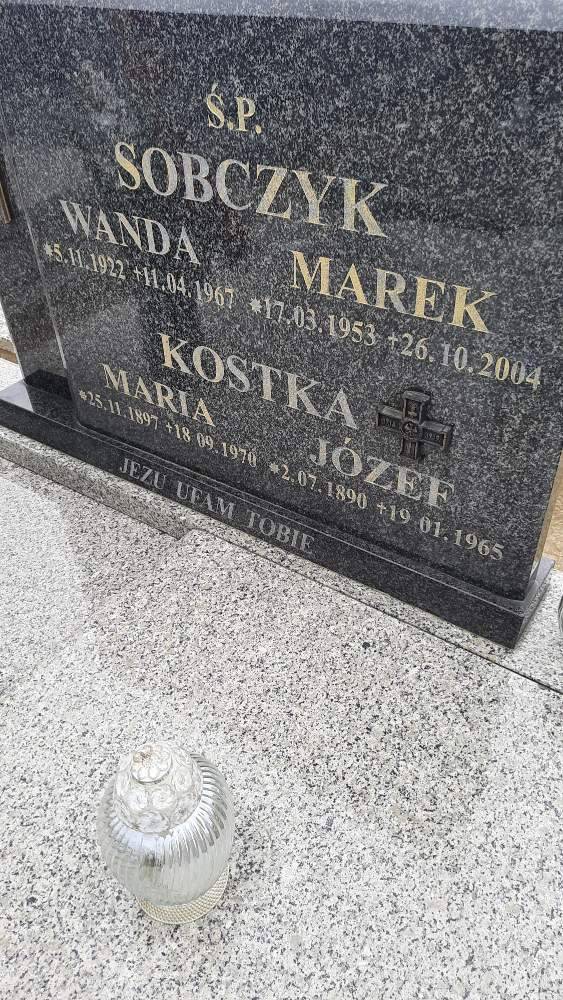 Ś.P.
SOBCZYK
WANDA MAREK
*5.11.1922 +11.04.1967 *17.03.1953 +26.10.2004
KOSTKA
MARIA JÓZEF
*25.11.1897 +18 09.1970 *2.07.1890 +19 01.1965
JEZU UFAM TOBIE